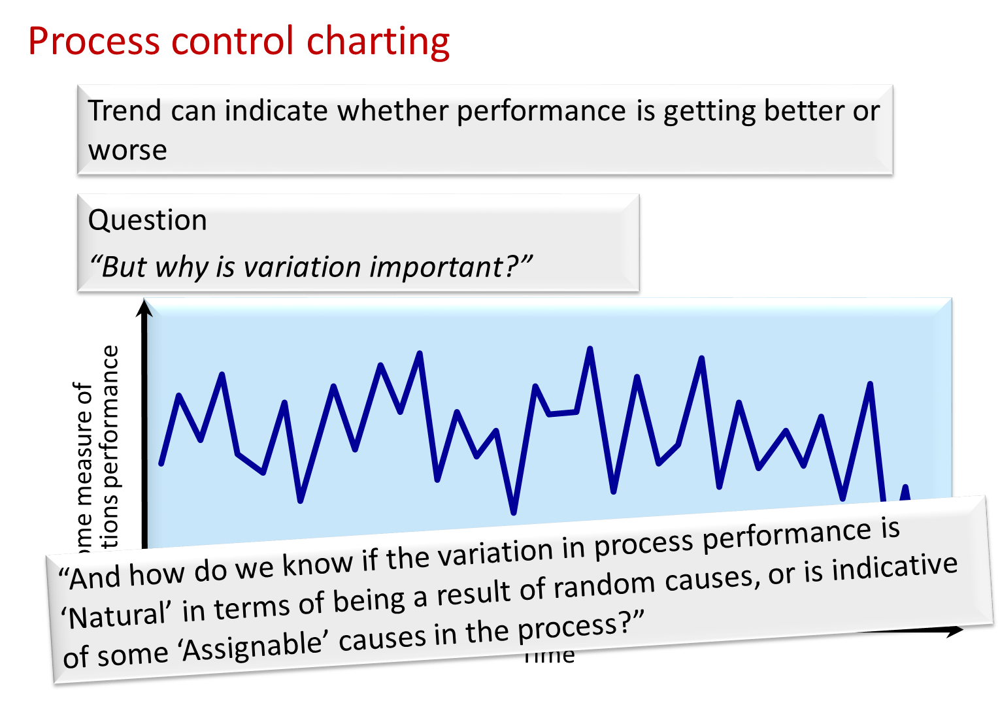 Process control charting
Trend can indicate whether performance is getting better or
worse
Question
“But why is variation important?”
measure of
performance
“And how do we know if the variation in process performance is
‘Natural’ in terms of being a result of random causes, or is indicative
of some ‘Assignable’ causes in the process?”
Time